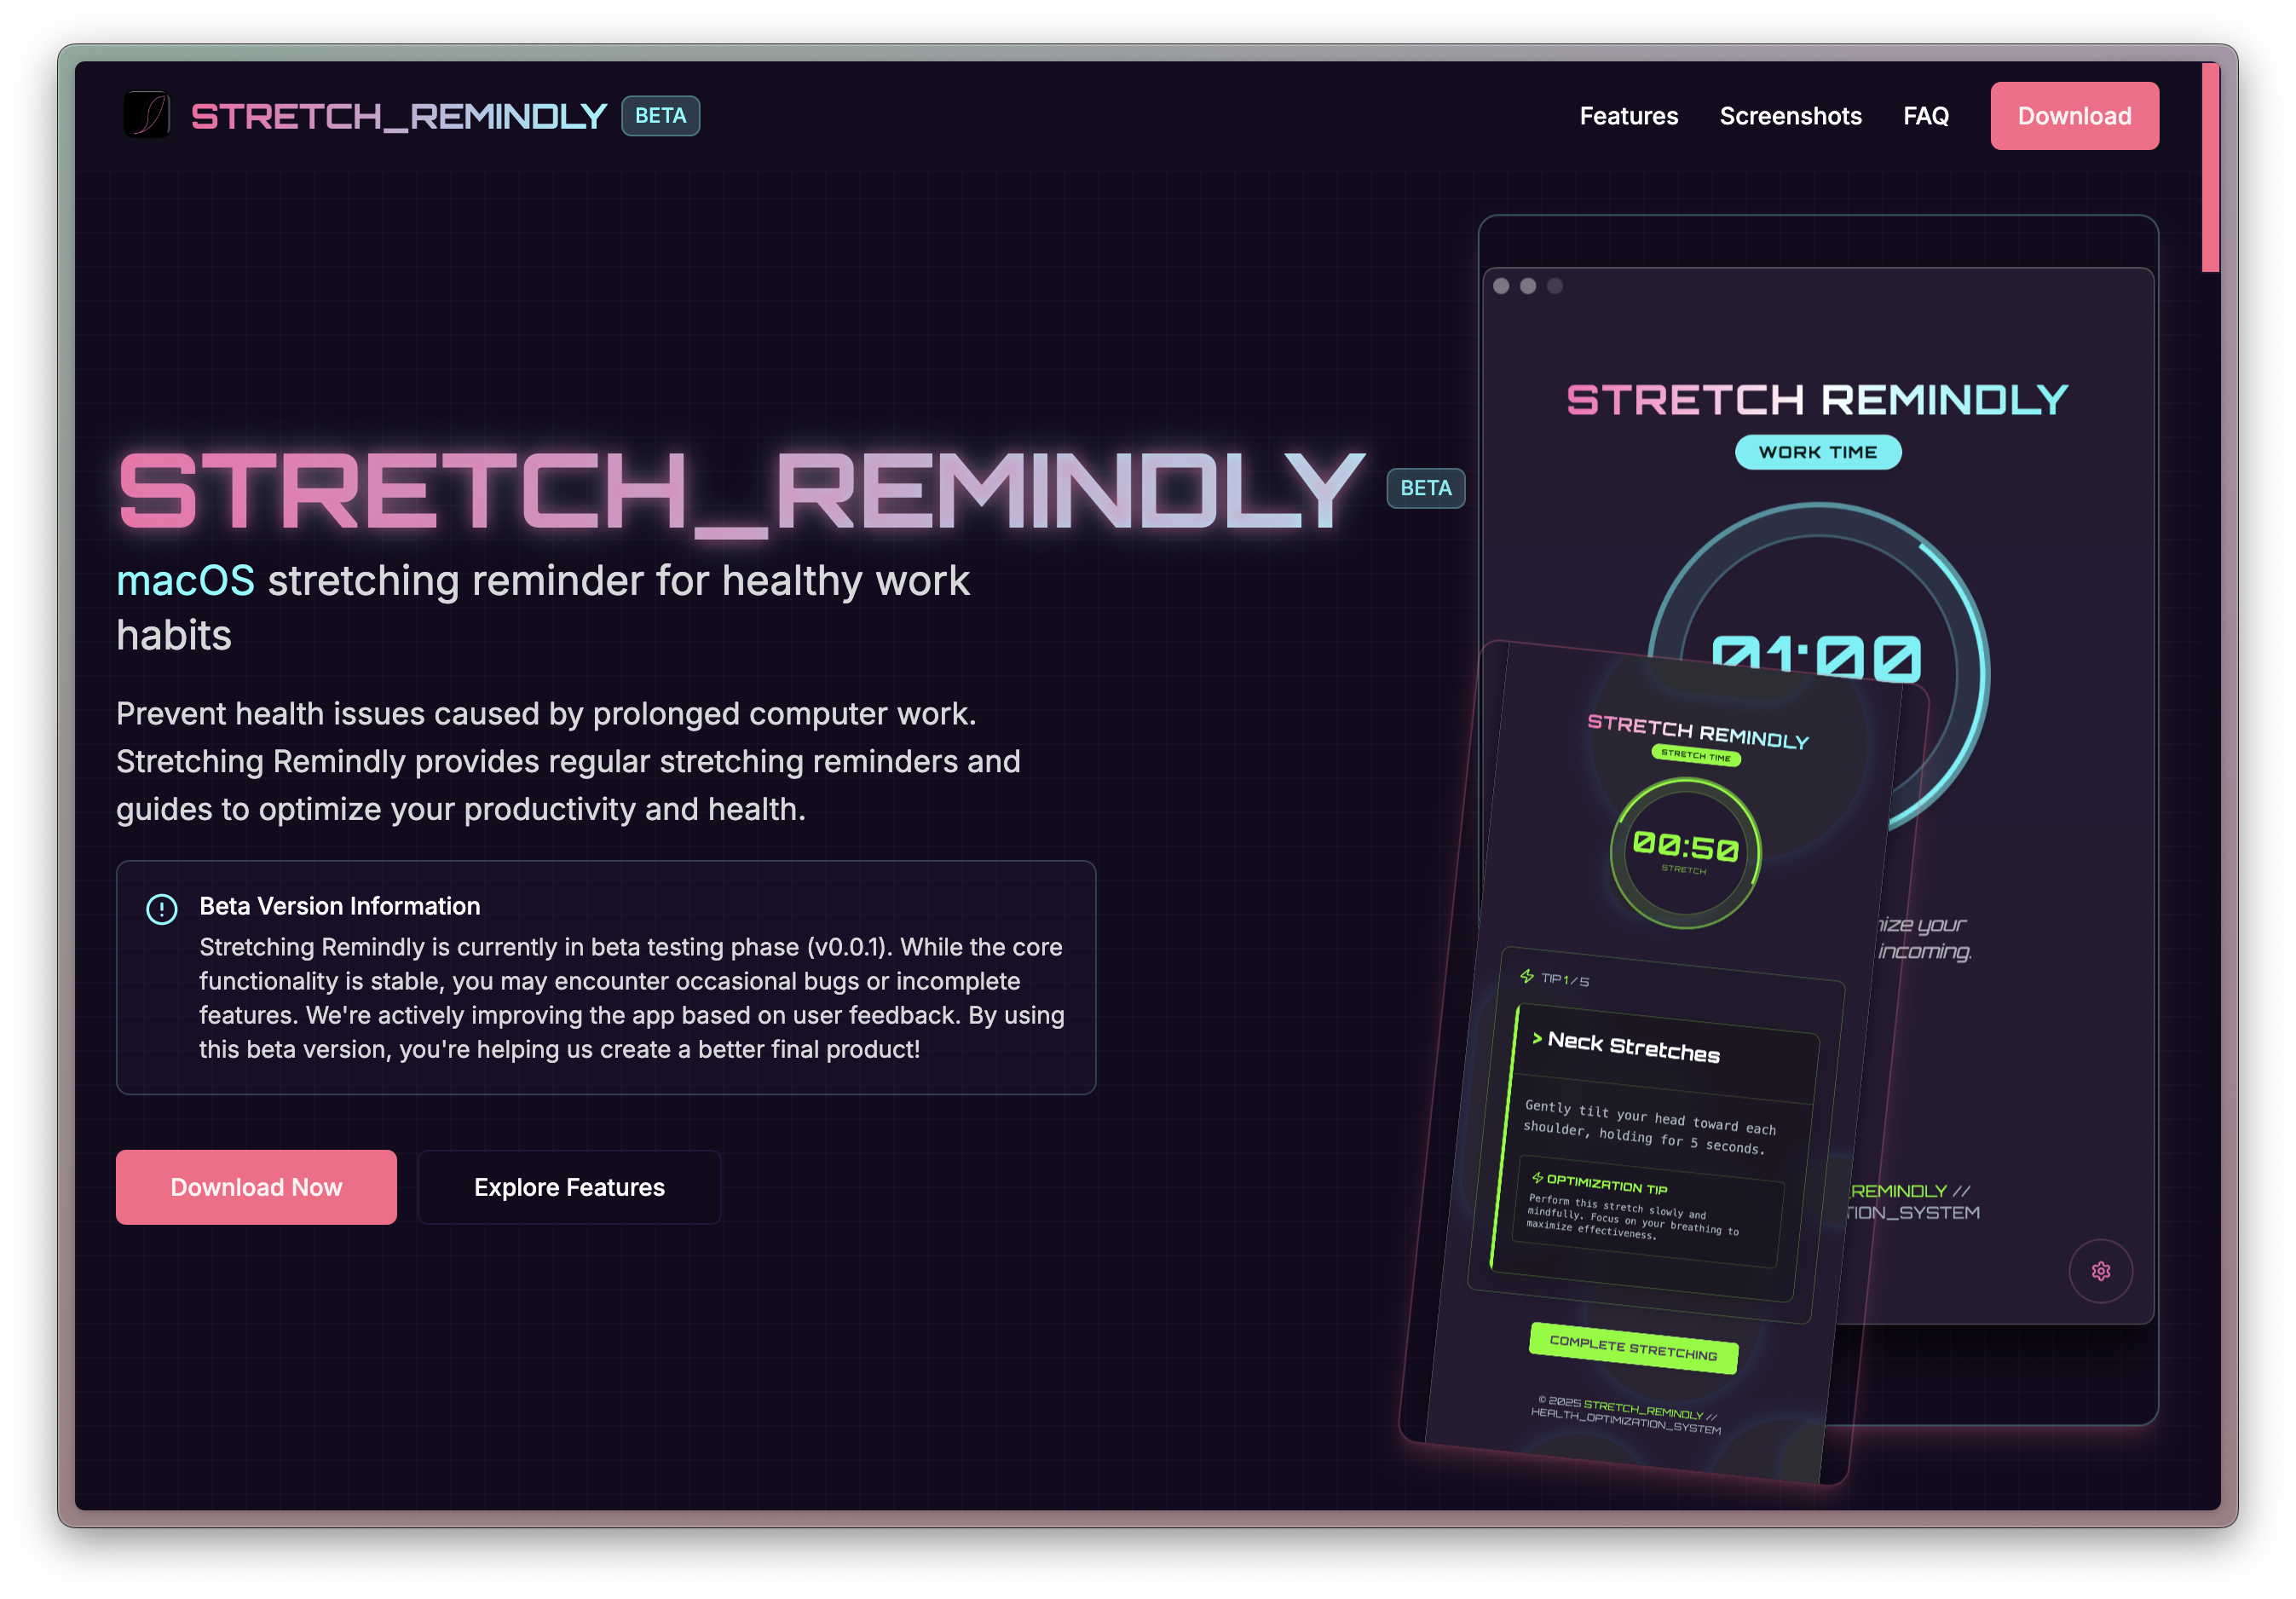 STRETCH_REMINDLY
BETA
Features
Screenshots
FAQ
Download
STRETCH_REMINDLY
BETA
macOS stretching reminder for healthy work
habits
Prevent health issues caused by prolonged computer work.
Stretching Remindly provides regular stretching reminders and
guides to optimize your productivity and health.
Beta Version Information
Stretching Remindly is currently in beta testing phase (v0.0.1). While the core
functionality is stable, you may encounter occasional bugs or incomplete
features. We're actively improving the app based on user feedback. By using
this beta version, you're helping us create a better final product!
Download Now
Explore Features
STRETCH REMINDLY
WORK TIME
01:00
your
incoming.
_REMINDLY //
_SYSTEM
STRETCH REMINDLY
STRETCH TIME
00:50
STRETCH
TIP 1/5
> Neck Stretches
Gently tilt your head toward each
shoulder, holding for 5 seconds.
OPTIMIZATION TIP
Perform this stretch slowly and
mindfully. Focus on your breathing to
maximize effectiveness.
COMPLETE STRETCHING
© 2025 STRETCH_REMINDLY //
HEALTH_OPTIMIZATION_SYSTEM